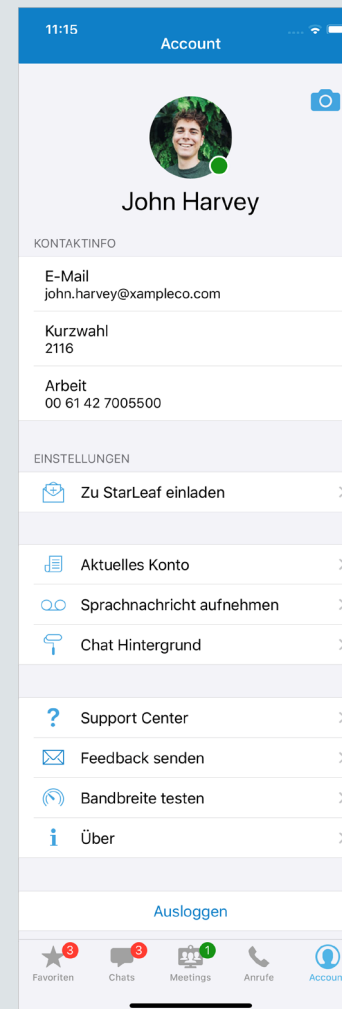 11:15
Account
John Harvey
KONTAKTINFO
E-Mail
john.harvey@xampleco.com
Kurzwahl
2116
Arbeit
00 61 42 7005500
EINSTELLUNGEN
Zu StarLeaf einladen
Aktuelles Konto
Sprachnachricht aufnehmen
Chat Hintergrund
Support Center
Feedback senden
Bandbreite testen
Über
Ausloggen
3 3 1
Favoriten Chats Meetings Anrufe Accoun